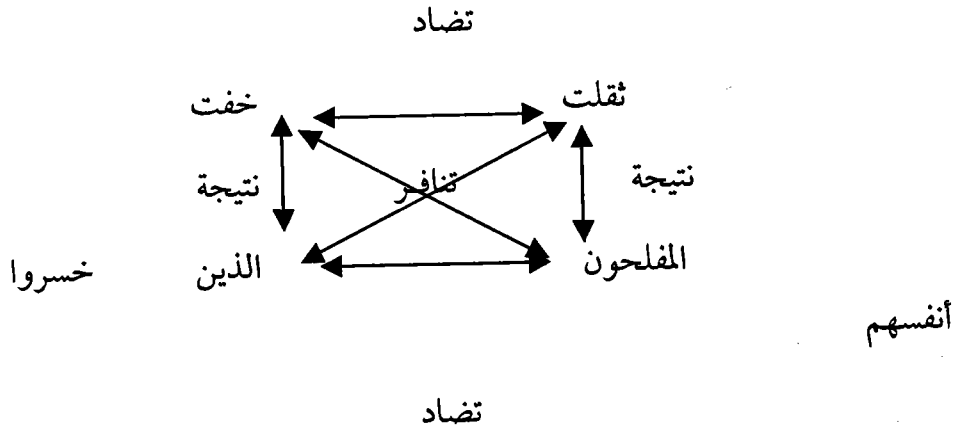 تضاد
ثقلت خفت
نتيجة تنافر نتيجة
المفلحون الذين خسروا
أنفسهم
تضاد